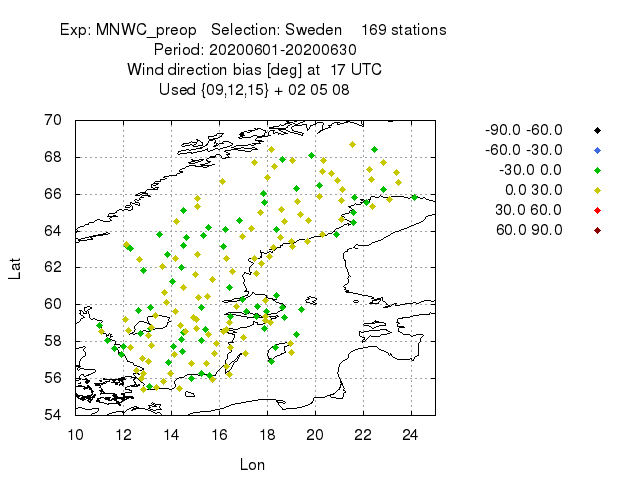 Exp: MNWC_preop   Selection: Sweden    169 stations
Period: 20200601-20200630
Wind direction bias [deg] at  17 UTC
Used {09,12,15} + 02 05 08
70
68
66
64
62
60
58
56
54
Lat
10 12 14 16 18 20 22 24
Lon
-90.0 -60.0
-60.0 -30.0
-30.0 0.0
0.0 30.0
30.0 60.0
60.0 90.0